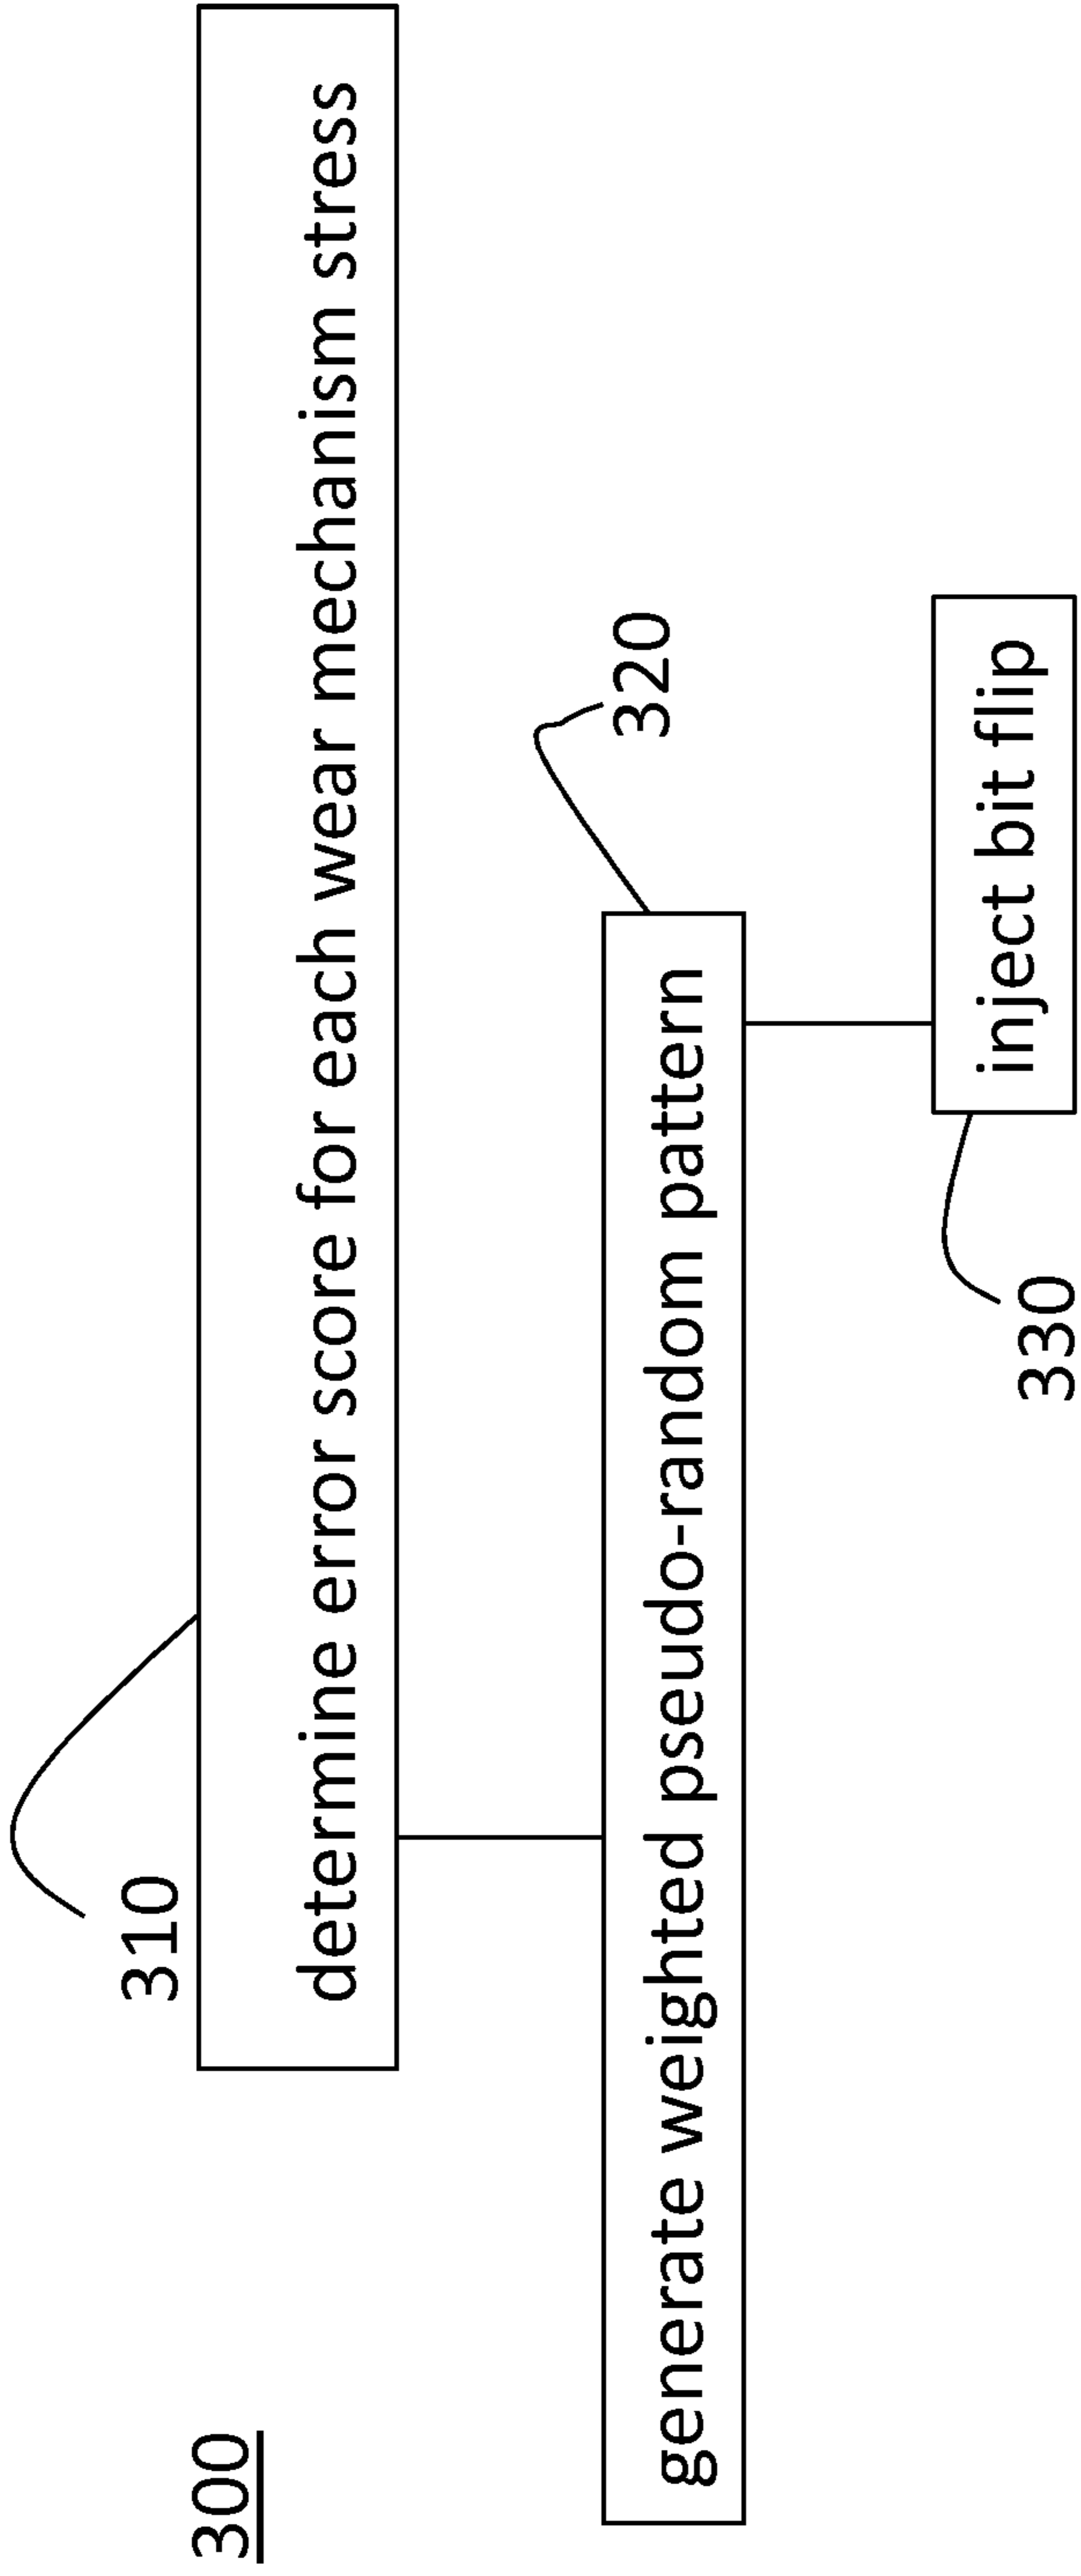 300
310
determine error score for each wear mechanism stress
320
generate weighted pseudo-random pattern
330
inject bit flip